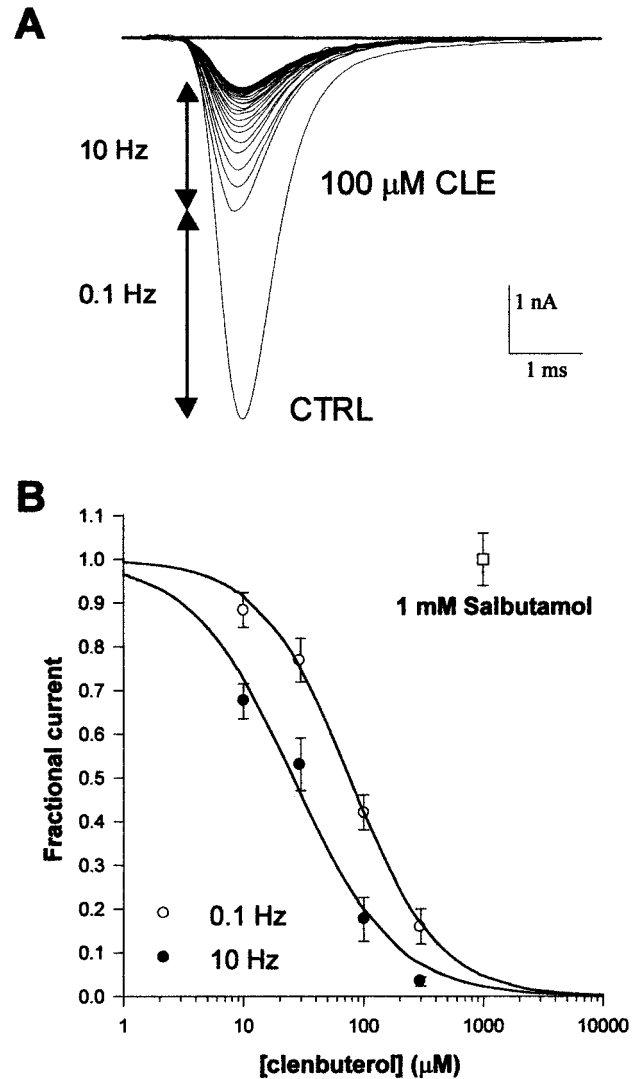 A
10 Hz
100 μM CLE
0.1 Hz
1 nA
1 ms
CTRL
B
1.1
1.0
0.9
0.8
0.7
0.6
0.5
0.4
0.3
0.2
0.1
0.0
Fractional current
1 mM Salbutamol
0.1 Hz
10 Hz
1 10 100 1000 10000
[clenbuterol] (μM)